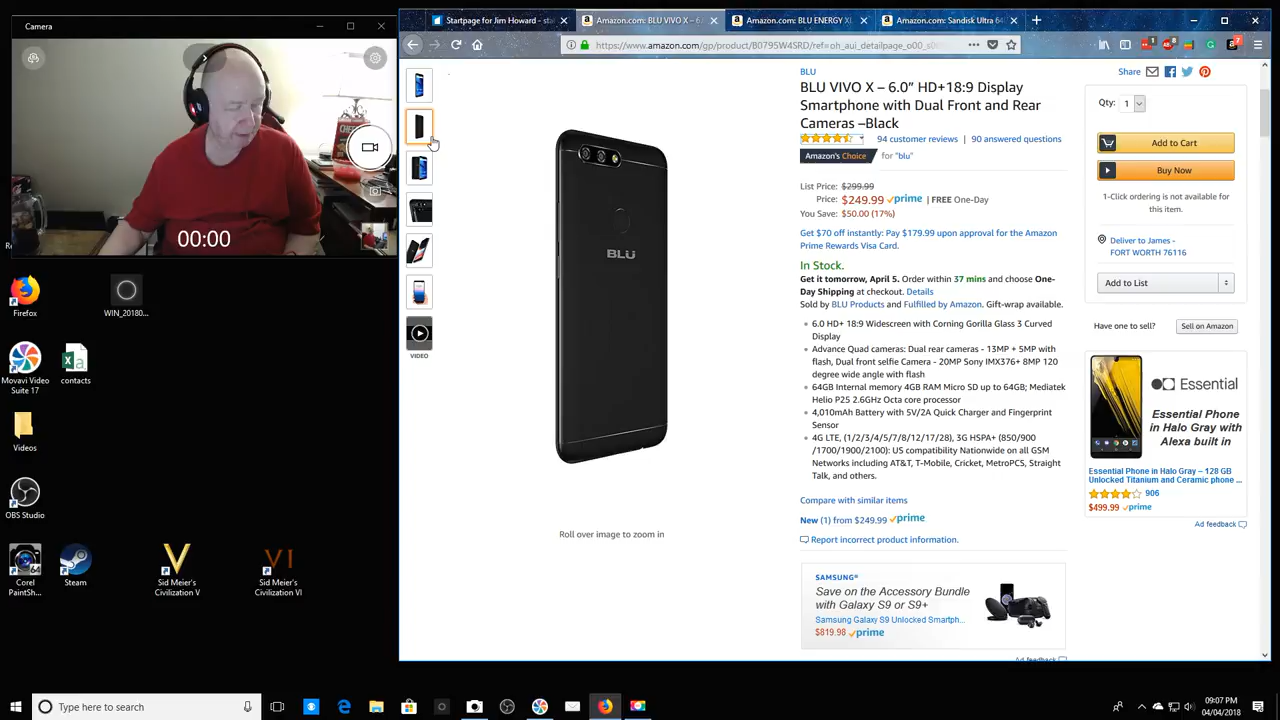 Camera
Startpage for Jim Howard - sta
Amazon.com: BLU VIVO X – 6.
Amazon.com: BLU ENERGY XL
Amazon.com: Sandisk Ultra 64
https://www.amazon.com/gp/product/B0795W4SRD/ref=oh_aui_detailpage_o00_s0
00:00
Firefox
WIN_20180...
Movavi Video
Suite 17
contacts
Videos
OBS Studio
Corel
PaintSh...
Steam
Sid Meier's
Civilization V
Sid Meier's
Civilization VI
VIDEO
BLU
Roll over image to zoom in
BLU
BLU VIVO X – 6.0” HD+18:9 Display
Smartphone with Dual Front and Rear
Cameras –Black
94 customer reviews | 90 answered questions
Amazon's Choice for "blu"
List Price: $299.99
Price: $249.99 prime | FREE One-Day
You Save: $50.00 (17%)
Get $70 off instantly: Pay $179.99 upon approval for the Amazon
Prime Rewards Visa Card.
In Stock.
Get it tomorrow, April 5. Order within 37 mins and choose One-
Day Shipping at checkout. Details
Sold by BLU Products and Fulfilled by Amazon. Gift-wrap available.
6.0 HD+ 18:9 Widescreen with Corning Gorilla Glass 3 Curved
Display
Advance Quad cameras: Dual rear cameras - 13MP + 5MP with
flash, Dual front selfie Camera - 20MP Sony IMX376+ 8MP 120
degree wide angle with flash
64GB Internal memory 4GB RAM Micro SD up to 64GB; Mediatek
Helio P25 2.6GHz Octa core processor
4,010mAh Battery with 5V/2A Quick Charger and Fingerprint
Sensor
4G LTE, (1/2/3/4/5/7/8/12/17/28), 3G HSPA+ (850/900
/1700/1900/2100): US compatibility Nationwide on all GSM
Networks including AT&T, T-Mobile, Cricket, MetroPCS, Straight
Talk, and others.
Compare with similar items
New (1) from $249.99 prime
Report incorrect product information.
SAMSUNG
Save on the Accessory Bundle
with Galaxy S9 or S9+
Samsung Galaxy S9 Unlocked Smartph...
$819.98 prime
Ad feedback
Share
Qty: 1
Add to Cart
Buy Now
1-Click ordering is not available for
this item.
Deliver to James -
FORT WORTH 76116
Add to List
Have one to sell? Sell on Amazon
Essential
Essential Phone
in Halo Gray with
Alexa built in
Essential Phone in Halo Gray – 128 GB
Unlocked Titanium and Ceramic phone ...
906
$499.99 prime
Ad feedback
Type here to search
09:07 PM
04/04/2018